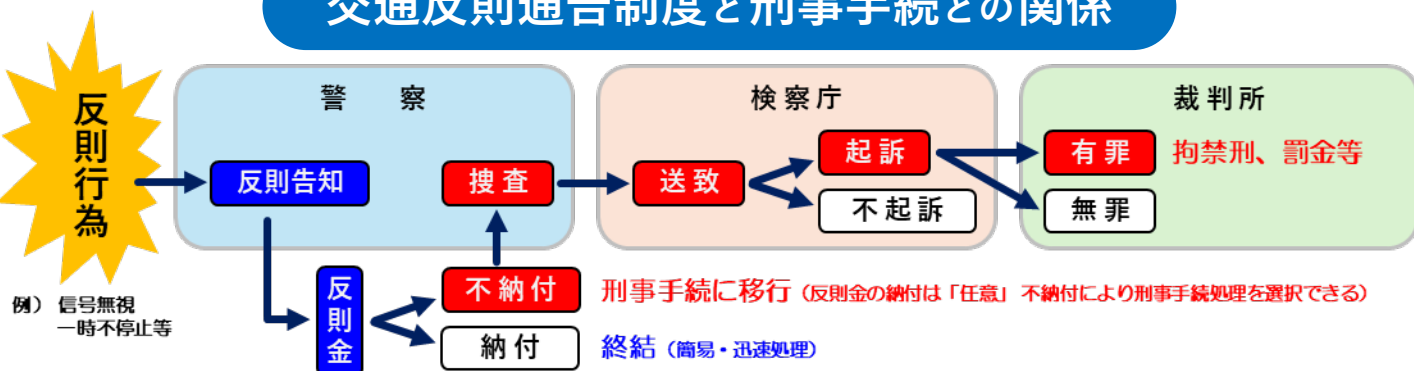 交通反則通告制度と刑事手続との関係
反則行為
警 察
検察庁
裁判所
反則告知
捜査
送致
起訴
不起訴
有罪
拘禁刑、罰金等
無罪
例） 信号無視
一時不停止等
反則金
不納付
刑事手続に移行（反則金の納付は「任意」 不納付により刑事手続処理を選択できる）
納付
終結（簡易・迅速処理）